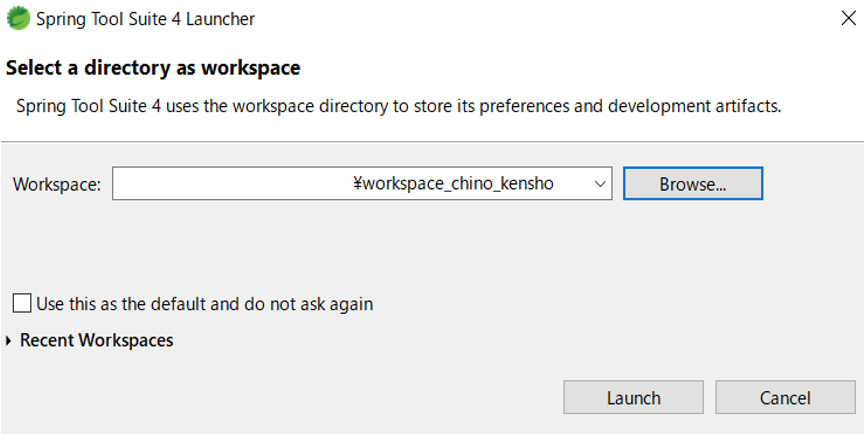 Spring Tool Suite 4 Launcher
Select a directory as workspace
Spring Tool Suite 4 uses the workspace directory to store its preferences and development artifacts.
Workspace: ¥workspace_chino_kensho Browse...
Use this as the default and do not ask again
Recent Workspaces
Launch Cancel